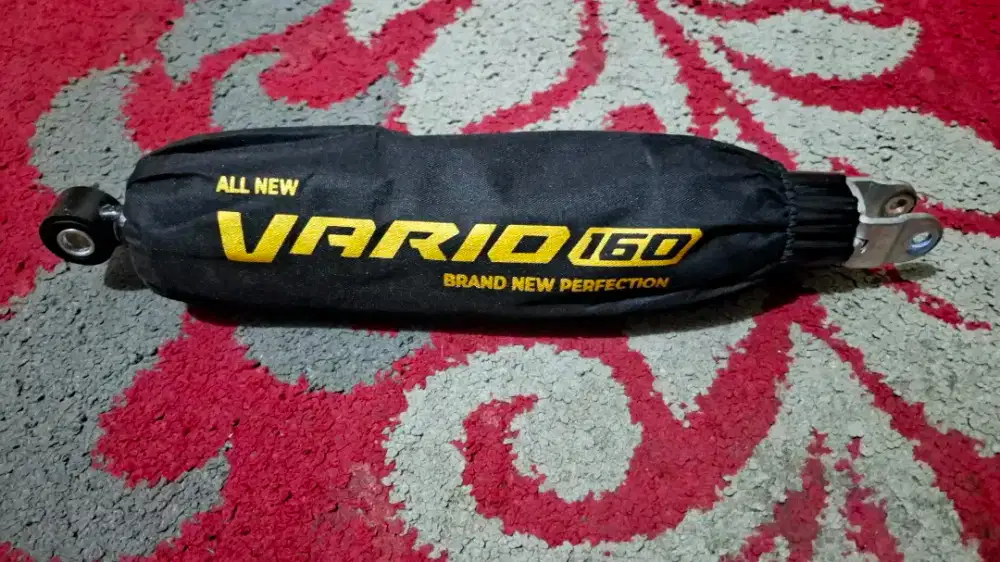 ALL NEW
VARIO 160
BRAND NEW PERFECTION